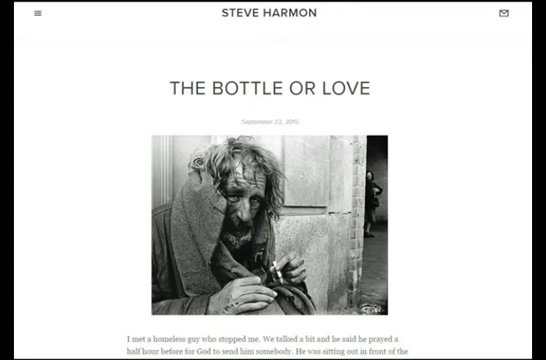 STEVE HARMON
THE BOTTLE OR LOVE
September 22, 2015
I met a homeless guy who stopped me. We talked a bit and he said he prayed a
half hour before for God to send him somebody. He was sitting out in front of the